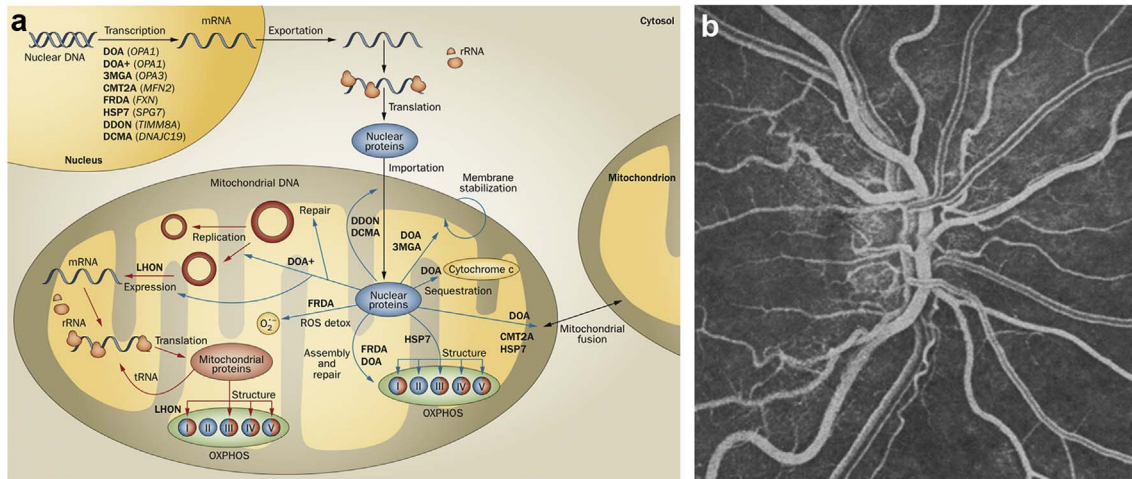 a
Transcription
mRNA
Exportation
Cytosol
Nuclear DNA
rRNA
DOA (OPA1)
DOA+ (OPA1)
3MGA (OPA3)
CMT2A (MFN2)
FRDA (FXN)
HSP7 (SPG7)
DDON (TIMM8A)
DCMA (DNAJC19)
Nucleus
Translation
Nuclear
proteins
Importation
Mitochondrial DNA
Membrane
stabilization
Mitochondrion
Repair
Replication
DDON
DCMA
DOA
3MGA
mRNA
LHON
Expression
DOA+
DOA
Cytochrome c
Sequestration
Nuclear
proteins
FRDA
ROS detox
O2•−
DOA
CMT2A
HSP7
Mitochondrial
fusion
rRNA
Translation
tRNA
Mitochondrial
proteins
Assembly
and
repair
FRDA
DOA
HSP7
Structure
I II III IV V
OXPHOS
LHON
Structure
I II III IV V
OXPHOS
b